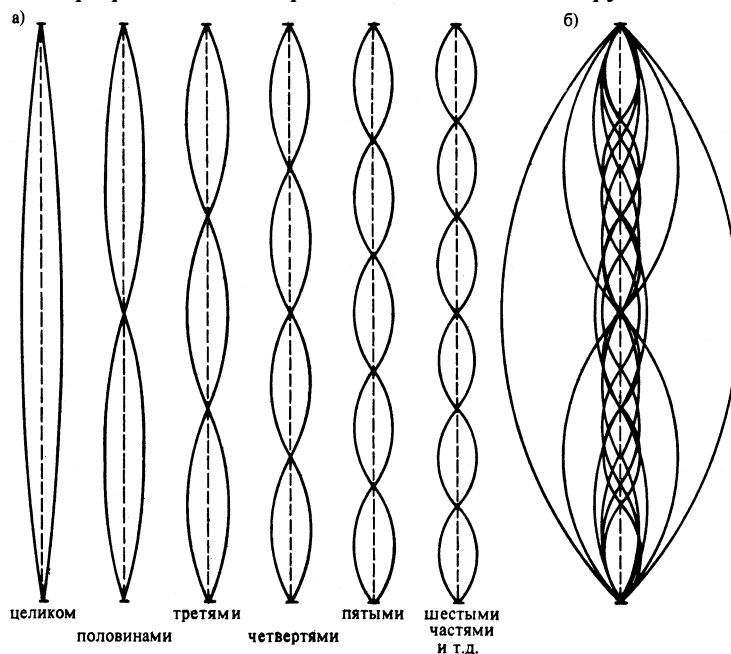 а)
б)
целиком
половинами
третями
четвертями
пятыми
шестыми
частями
и т.д.